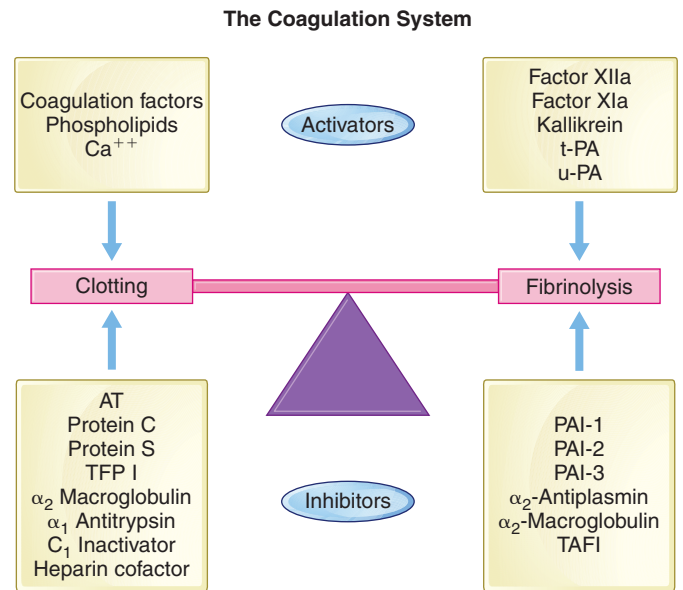 The Coagulation System
Coagulation factors
Phospholipids
Ca++
Activators
Factor XIIa
Factor XIa
Kallikrein
t-PA
u-PA
Clotting
Fibrinolysis
AT
Protein C
Protein S
TFP I
α2 Macroglobulin
α1 Antitrypsin
C1 Inactivator
Heparin cofactor
Inhibitors
PAI-1
PAI-2
PAI-3
α2-Antiplasmin
α2-Macroglobulin
TAFI